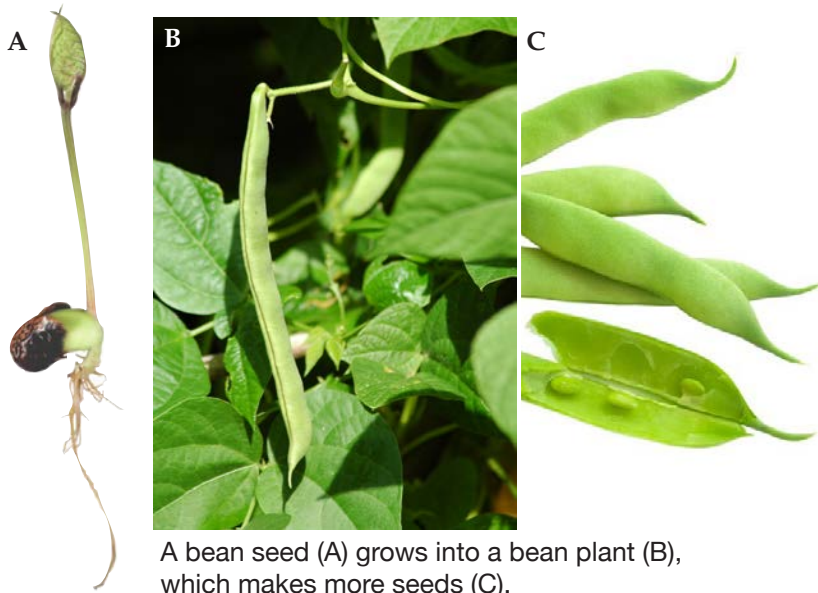 A
B
C
A bean seed (A) grows into a bean plant (B),
which makes more seeds (C).